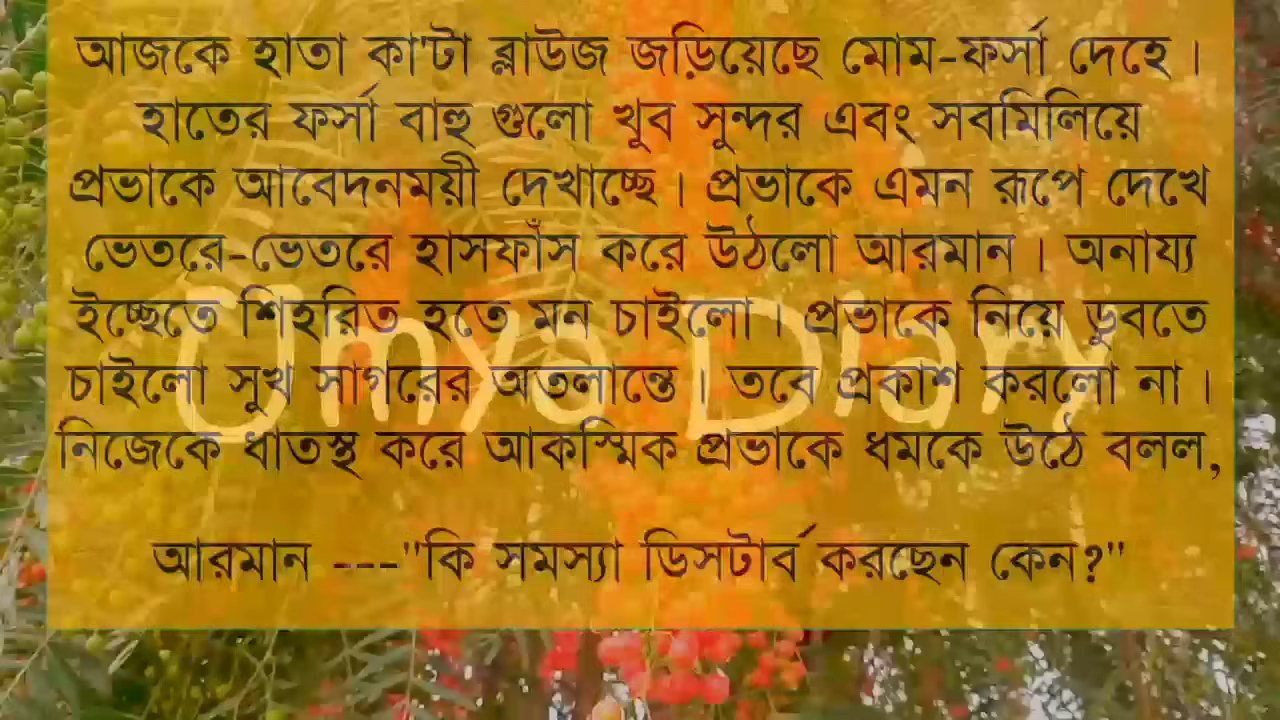 আজকে হাতা কা'টা ব্লাউজ জড়িয়েছে মোম-ফর্সা দেহে।
হাতের ফর্সা বাহু গুলো খুব সুন্দর এবং সবমিলিয়ে
প্রভাকে আবেদনময়ী দেখাচ্ছে। প্রভাকে এমন রূপে দেখে
ভেতরে-ভেতরে হাসফাঁস করে উঠলো আরমান। অনায্য
ইচ্ছেতে শিহরিত হতে মন চাইলো। প্রভাকে নিয়ে ডুবতে
চাইলো সুখ সাগরের অতলান্তে। তবে প্রকাশ করলো না।
নিজেকে ধাতস্থ করে আকস্মিক প্রভাকে ধমকে উঠে বলল,
আরমান ---"কি সমস্যা ডিসটার্ব করছেন কেন?"
Omya Diary